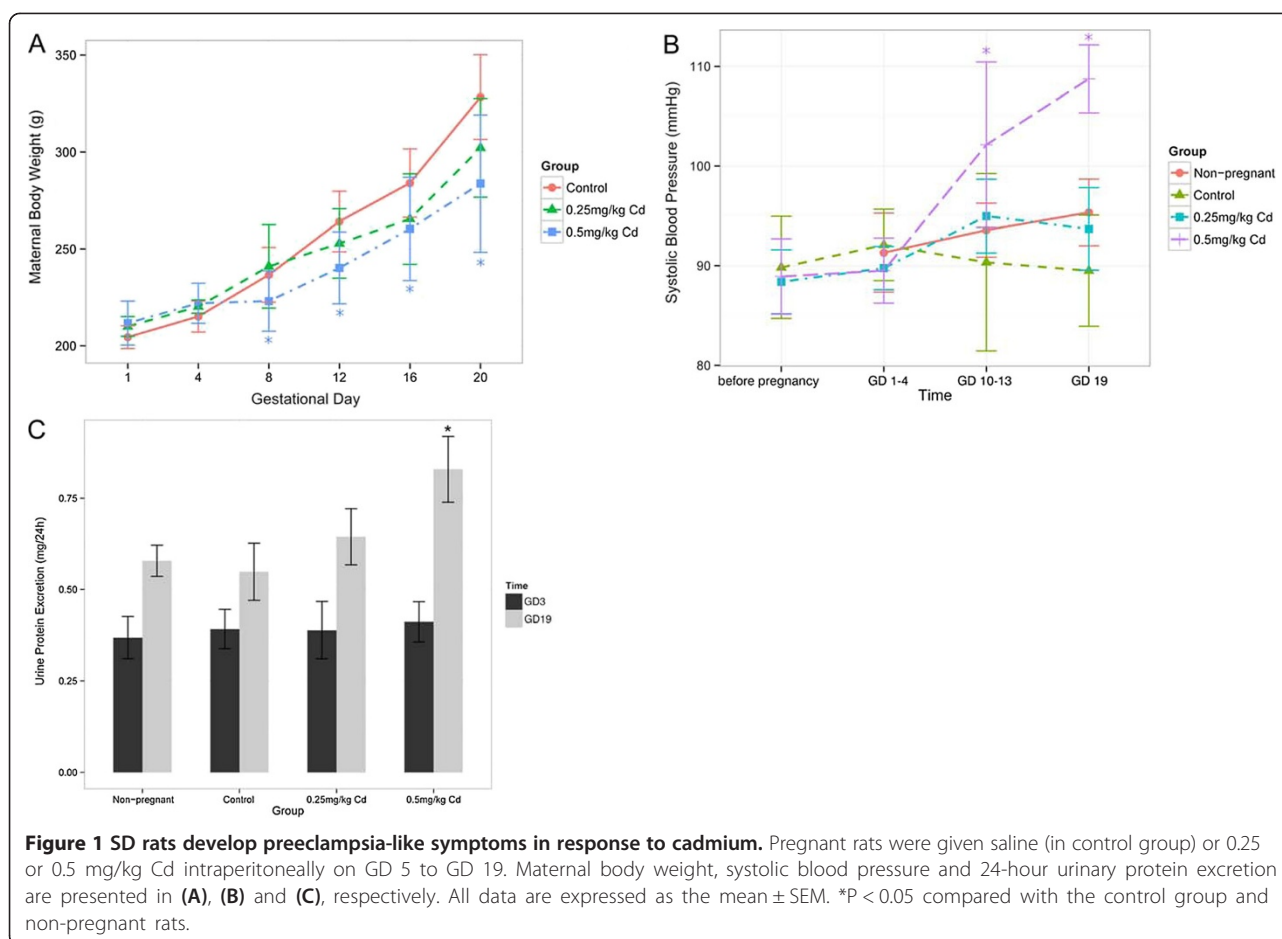 A
350
300
250
200
Maternal Body Weight (g)
1 4 8 12 16 20
Gestational Day
* * * *
Group
Control
0.25mg/kg Cd
0.5mg/kg Cd
B
110
100
90
80
Systolic Blood Pressure (mmHg)
before pregnancy GD 1-4 GD 10-13 GD 19
Time
* *
Group
Non-pregnant
Control
0.25mg/kg Cd
0.5mg/kg Cd
C
*
0.75
0.50
0.25
0.00
Urine Protein Excretion (mg/24h)
Non-pregnant Control 0.25mg/kg Cd 0.5mg/kg Cd
Group
Time
GD3
GD19
Figure 1 SD rats develop preeclampsia-like symptoms in response to cadmium. Pregnant rats were given saline (in control group) or 0.25
or 0.5 mg/kg Cd intraperitoneally on GD 5 to GD 19. Maternal body weight, systolic blood pressure and 24-hour urinary protein excretion
are presented in (A), (B) and (C), respectively. All data are expressed as the mean ± SEM. *P < 0.05 compared with the control group and
non-pregnant rats.